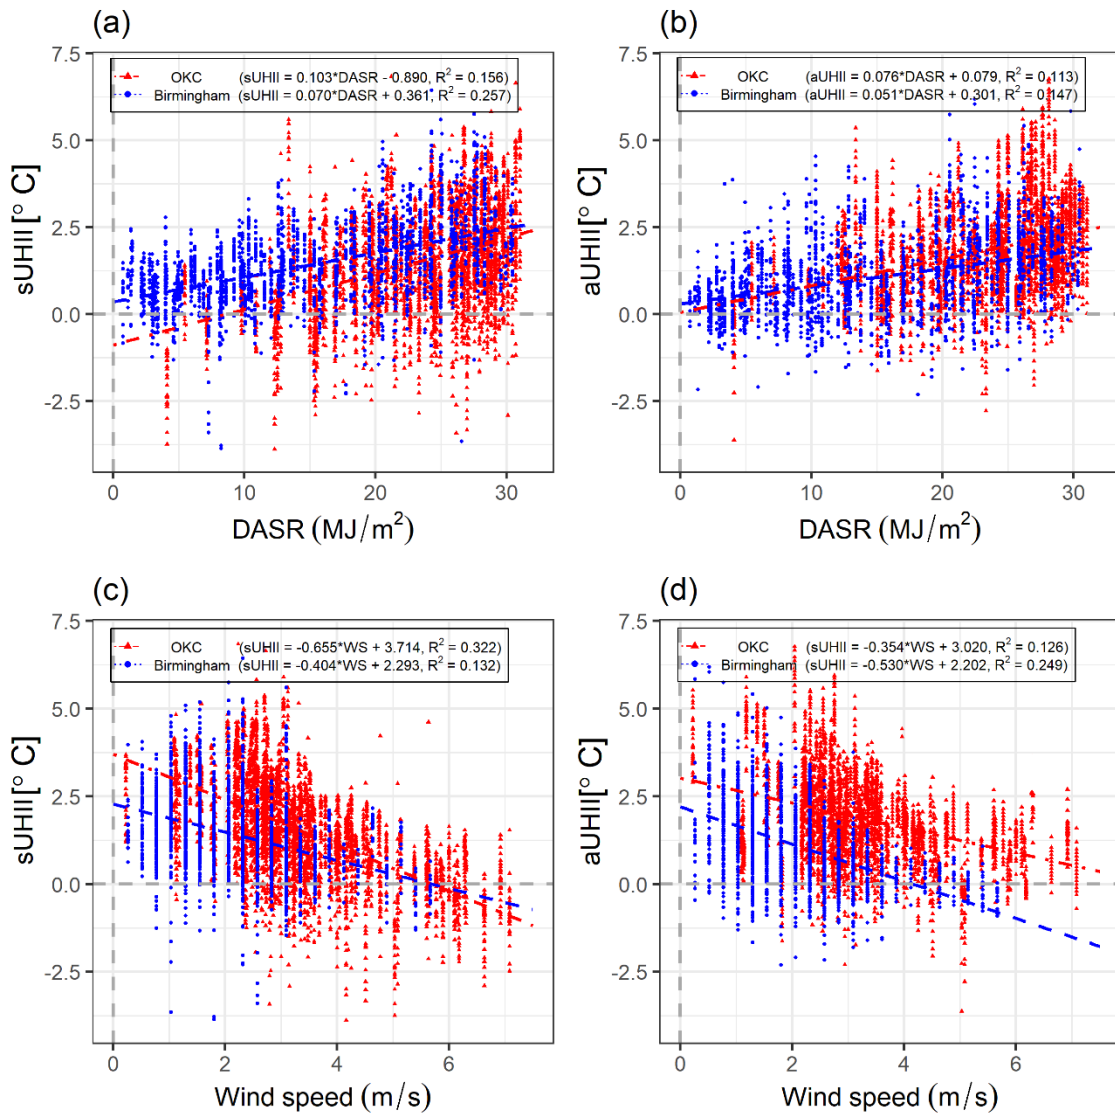 (a)
7.5
5.0
2.5
0.0
-2.5
sUHII[° C]
OKC (sUHII = 0.103*DASR - 0.890, R² = 0.156)
Birmingham (sUHII = 0.070*DASR + 0.361, R² = 0.257)
0 10 20 30
DASR (MJ/m²)
(b)
7.5
5.0
2.5
0.0
-2.5
aUHII[° C]
OKC (aUHII = 0.076*DASR + 0.079, R² = 0.113)
Birmingham (aUHII = 0.051*DASR + 0.301, R² = 0.147)
0 10 20 30
DASR (MJ/m²)
(c)
7.5
5.0
2.5
0.0
-2.5
sUHII[° C]
OKC (sUHII = -0.655*WS + 3.714, R² = 0.322)
Birmingham (sUHII = -0.404*WS + 2.293, R² = 0.132)
0 2 4 6
Wind speed (m/s)
(d)
7.5
5.0
2.5
0.0
-2.5
aUHII[° C]
OKC (sUHII = -0.354*WS + 3.020, R² = 0.126)
Birmingham (sUHII = -0.530*WS + 2.202, R² = 0.249)
0 2 4 6
Wind speed (m/s)